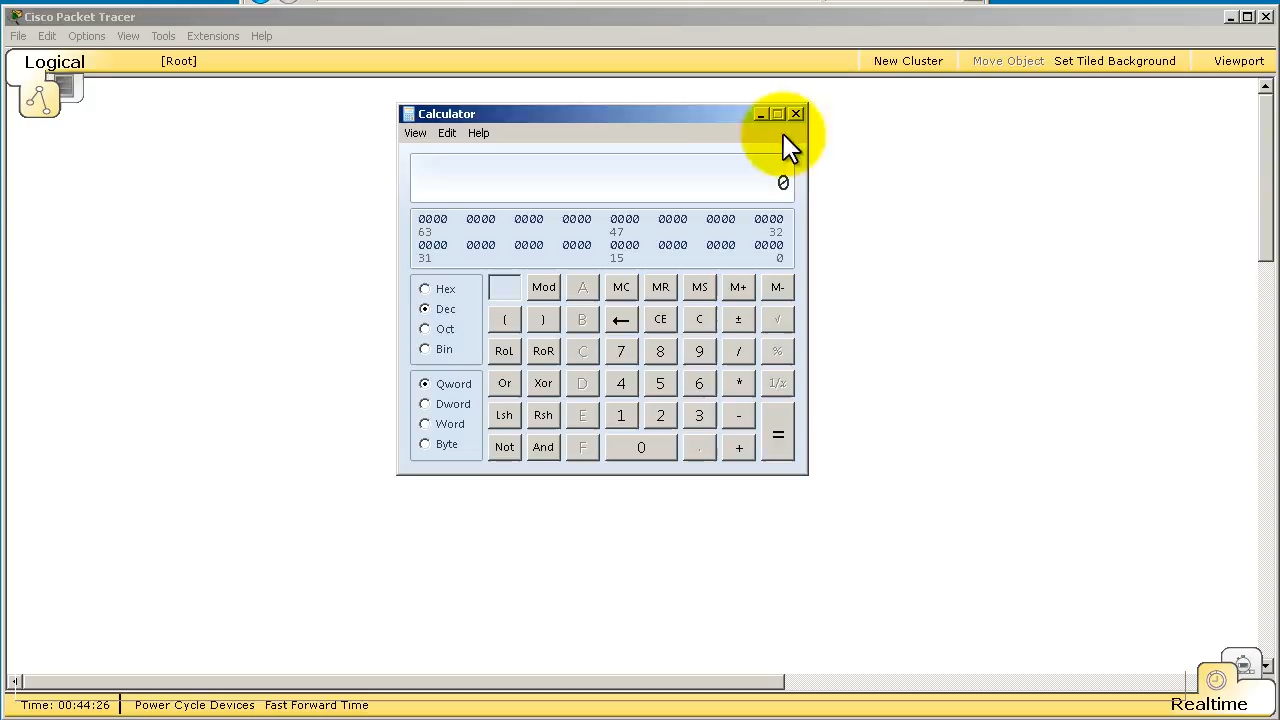 Cisco Packet Tracer
File Edit Options View Tools Extensions Help
Logical [Root] New Cluster Move Object Set Tiled Background Viewport
Calculator
View Edit Help
0
0000 0000 0000 0000 0000 0000 0000 0000
63 47 32
0000 0000 0000 0000 0000 0000 0000 0000
31 15 0
Hex Mod A MC MR MS M+ M-
Dec ( ) B ← CE C ± √
Oct
RoL RoR C 7 8 9 / %
Bin
Qword Or Xor D 4 5 6 * 1/x
Dword
Lsh Rsh E 1 2 3 - =
Word
Byte Not And F 0 . +
Time: 00:44:26 Power Cycle Devices Fast Forward Time Realtime